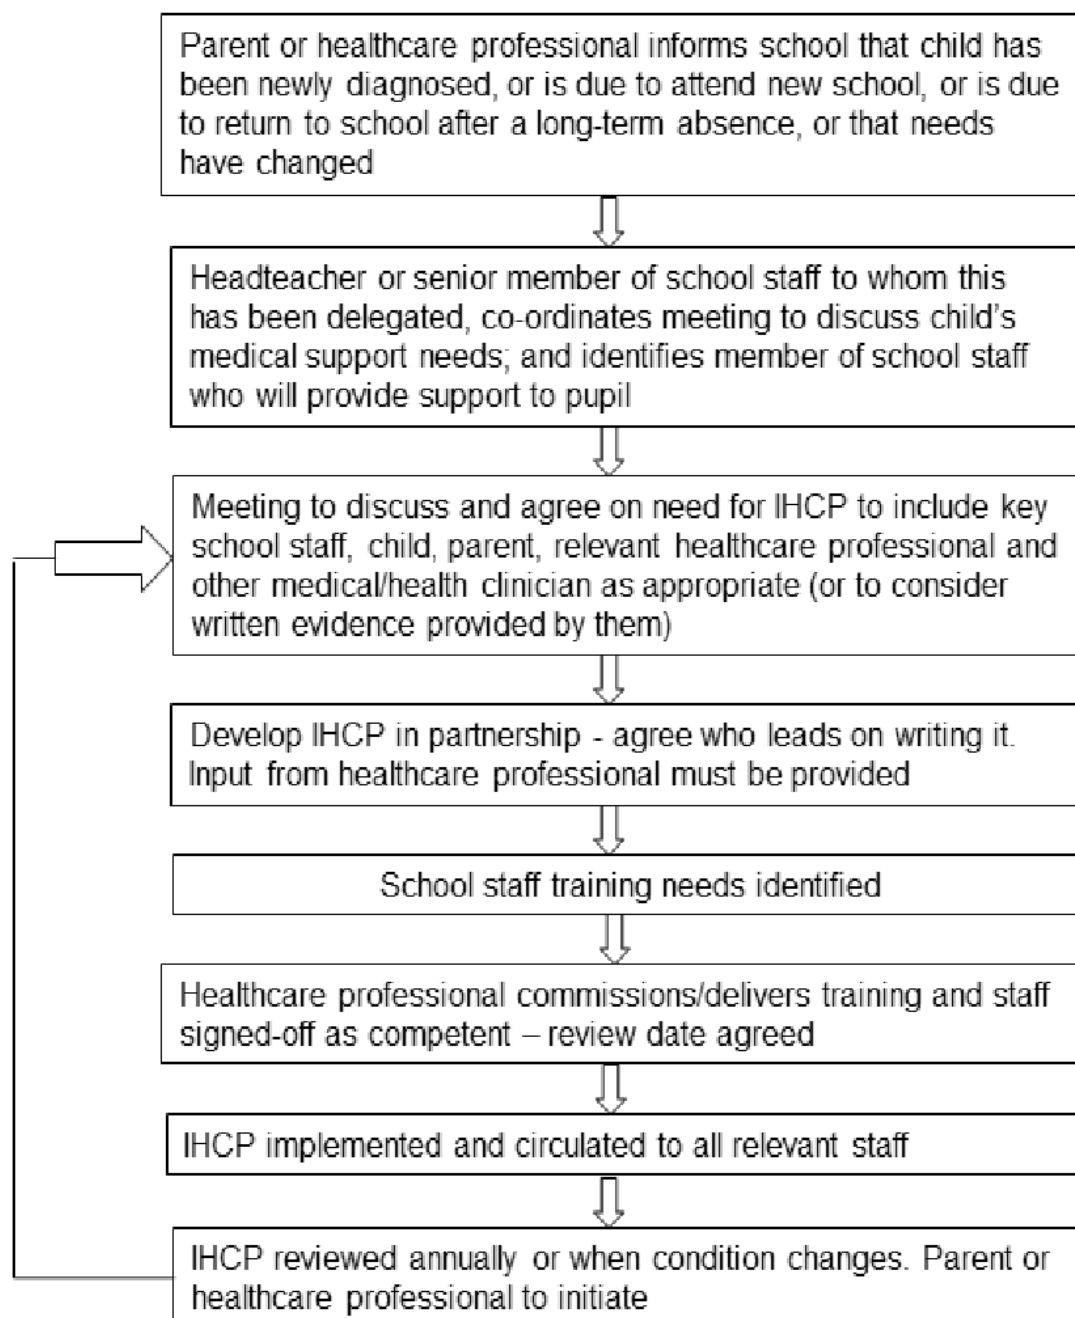 Parent or healthcare professional informs school that child has
been newly diagnosed, or is due to attend new school, or is due
to return to school after a long-term absence, or that needs
have changed
Headteacher or senior member of school staff to whom this
has been delegated, co-ordinates meeting to discuss child's
medical support needs; and identifies member of school staff
who will provide support to pupil
Meeting to discuss and agree on need for IHCP to include key
school staff, child, parent, relevant healthcare professional and
other medical/health clinician as appropriate (or to consider
written evidence provided by them)
Develop IHCP in partnership - agree who leads on writing it.
Input from healthcare professional must be provided
School staff training needs identified
Healthcare professional commissions/delivers training and staff
signed-off as competent – review date agreed
IHCP implemented and circulated to all relevant staff
IHCP reviewed annually or when condition changes. Parent or
healthcare professional to initiate